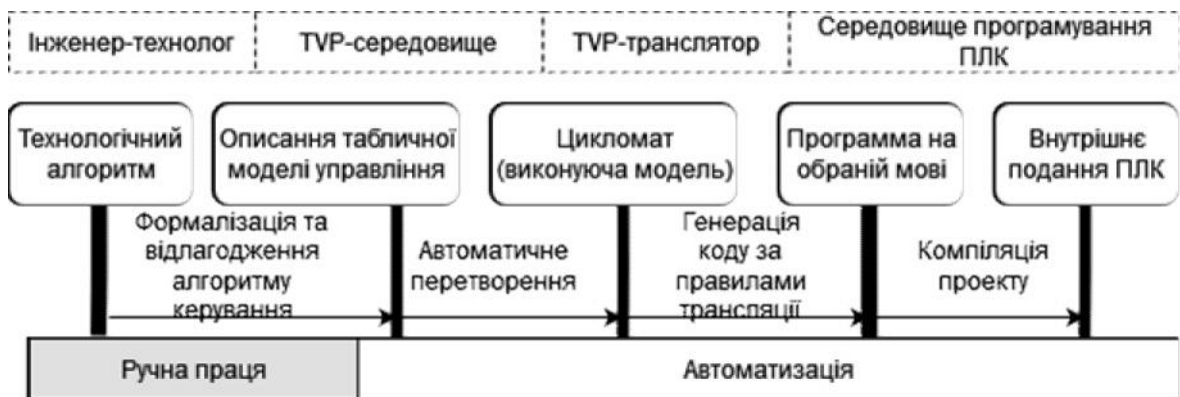 Інженер-технолог
TVP-середовище
TVP-транслятор
Середовище програмування
ПЛК
Технологічний
алгоритм
Описання табличної
моделі управління
Цикломат
(виконуюча модель)
Программа на
обраній мові
Внутрішнє
подання ПЛК
Формалізація та
відлагодження
алгоритму
керування
Автоматичне
перетворення
Генерація
коду за
правилами
трансляції
Компіляція
проекту
Ручна праця
Автоматизація